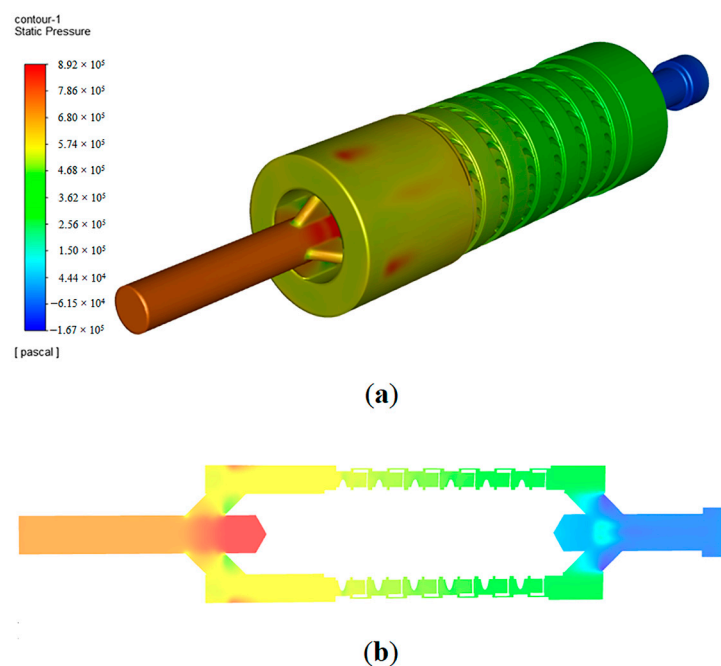 contour-1
Static Pressure
8.92 × 10⁵
7.86 × 10⁵
6.80 × 10⁵
5.74 × 10⁵
4.68 × 10⁵
3.62 × 10⁵
2.56 × 10⁵
1.50 × 10⁵
4.44 × 10⁴
−6.15 × 10⁴
−1.67 × 10⁵
[ pascal ]
(a)
(b)